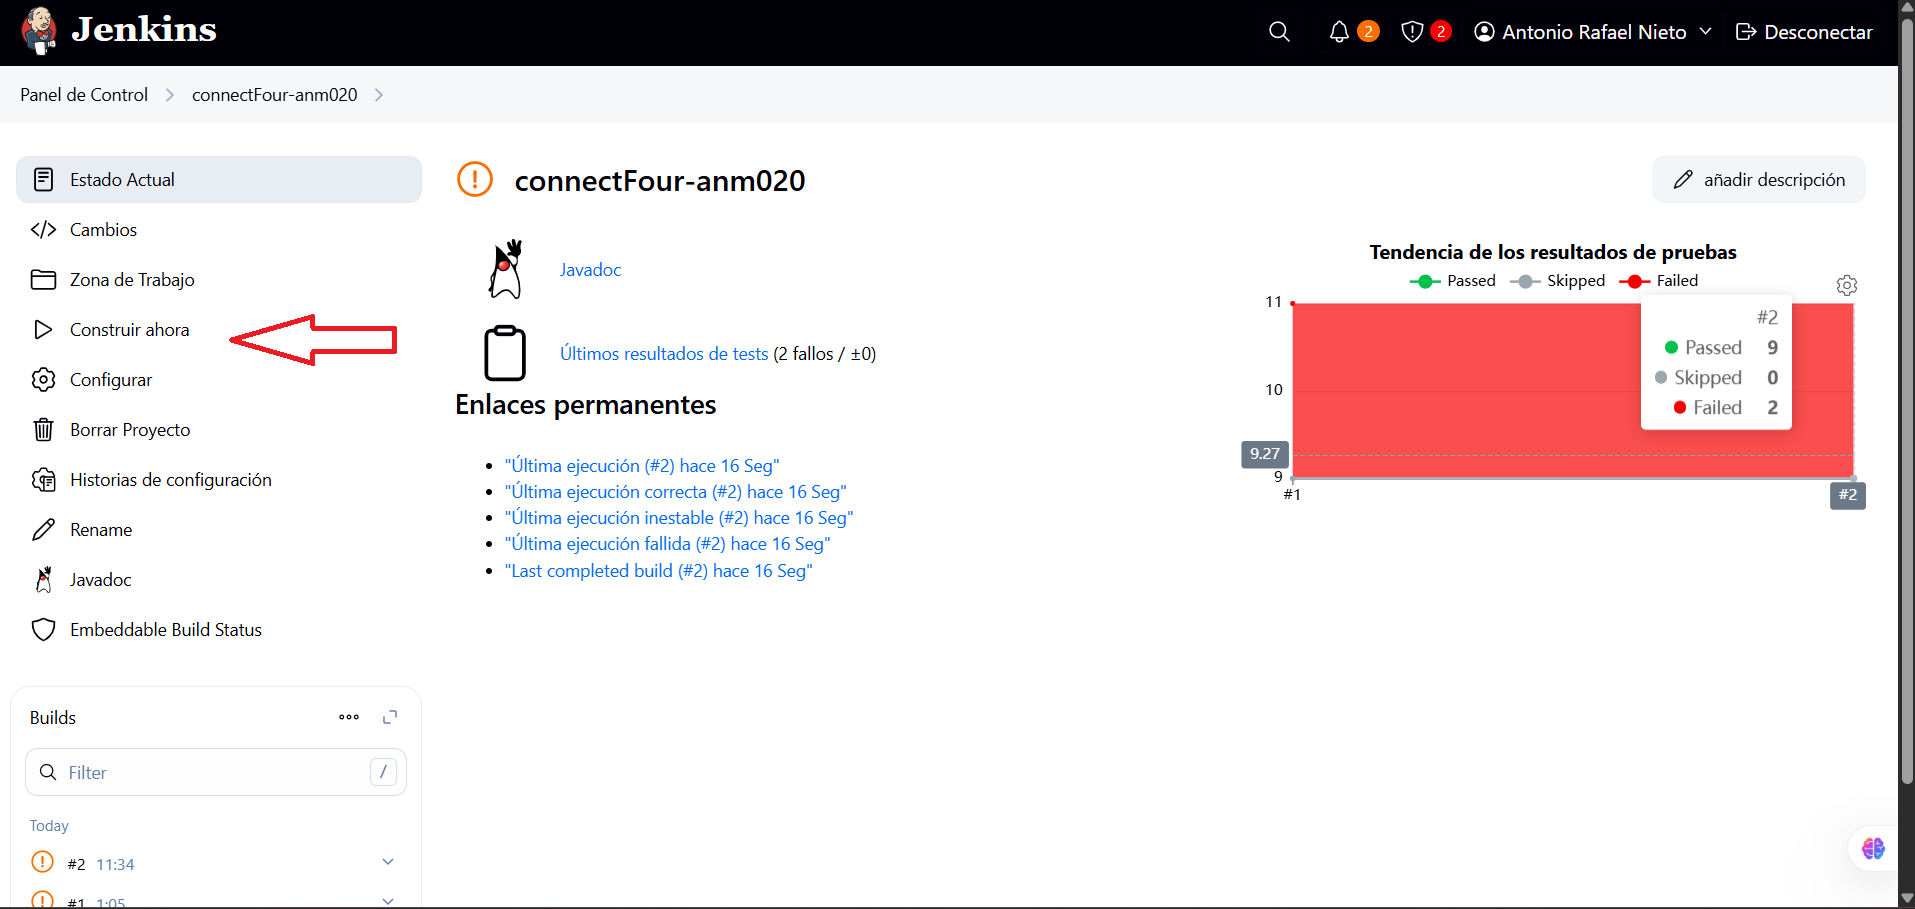 Jenkins
2
2
Antonio Rafael Nieto
Desconectar
Panel de Control
connectFour-anm020
Estado Actual
Cambios
Zona de Trabajo
Construir ahora
Configurar
Borrar Proyecto
Historias de configuración
Rename
Javadoc
Embeddable Build Status
Builds
Filter
/
Today
#2 11:34
#1 1:05
connectFour-anm020
añadir descripción
Javadoc
Últimos resultados de tests (2 fallos / ±0)
Enlaces permanentes
"Última ejecución (#2) hace 16 Seg"
"Última ejecución correcta (#2) hace 16 Seg"
"Última ejecución inestable (#2) hace 16 Seg"
"Última ejecución fallida (#2) hace 16 Seg"
"Last completed build (#2) hace 16 Seg"
Tendencia de los resultados de pruebas
Passed Skipped Failed
11
10
9.27
9
#1
#2
#2
Passed 9
Skipped 0
Failed 2